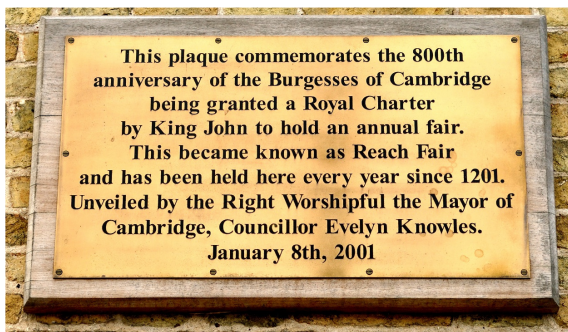 This plaque commemorates the 800th
anniversary of the Burgesses of Cambridge
being granted a Royal Charter
by King John to hold an annual fair.
This became known as Reach Fair
and has been held here every year since 1201.
Unveiled by the Right Worshipful the Mayor of
Cambridge, Councillor Evelyn Knowles.
January 8th, 2001